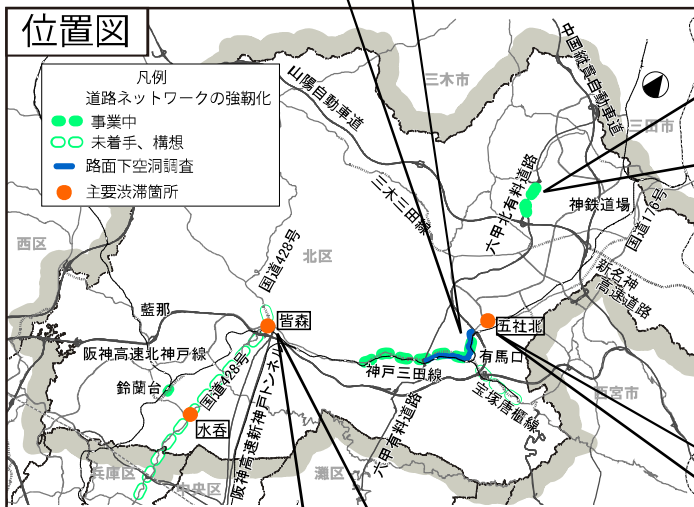 位置図
凡例
道路ネットワークの強靭化
事業中
未着手、構想
路面下空洞調査
主要渋滞箇所
三木市
中国縦貫自動車道
山陽自動車道
三田市
三木三田線
六甲北有料道路
神鉄道場
国道176号
西区
北区
国道428号
新名神
高速道路
藍那
皆森
五社北
阪神高速北神戸線
有馬口
神戸三田線
鈴蘭台
国道428号
宝塚唐櫃線
西宮市
水呑
阪神高速新神戸トンネル
六甲有料道路
兵庫区
中央区
灘区